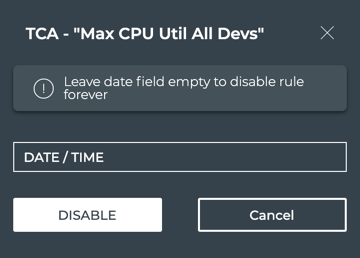 TCA - "Max CPU Util All Devs"
Leave date field empty to disable rule
forever
DATE / TIME
DISABLE
Cancel